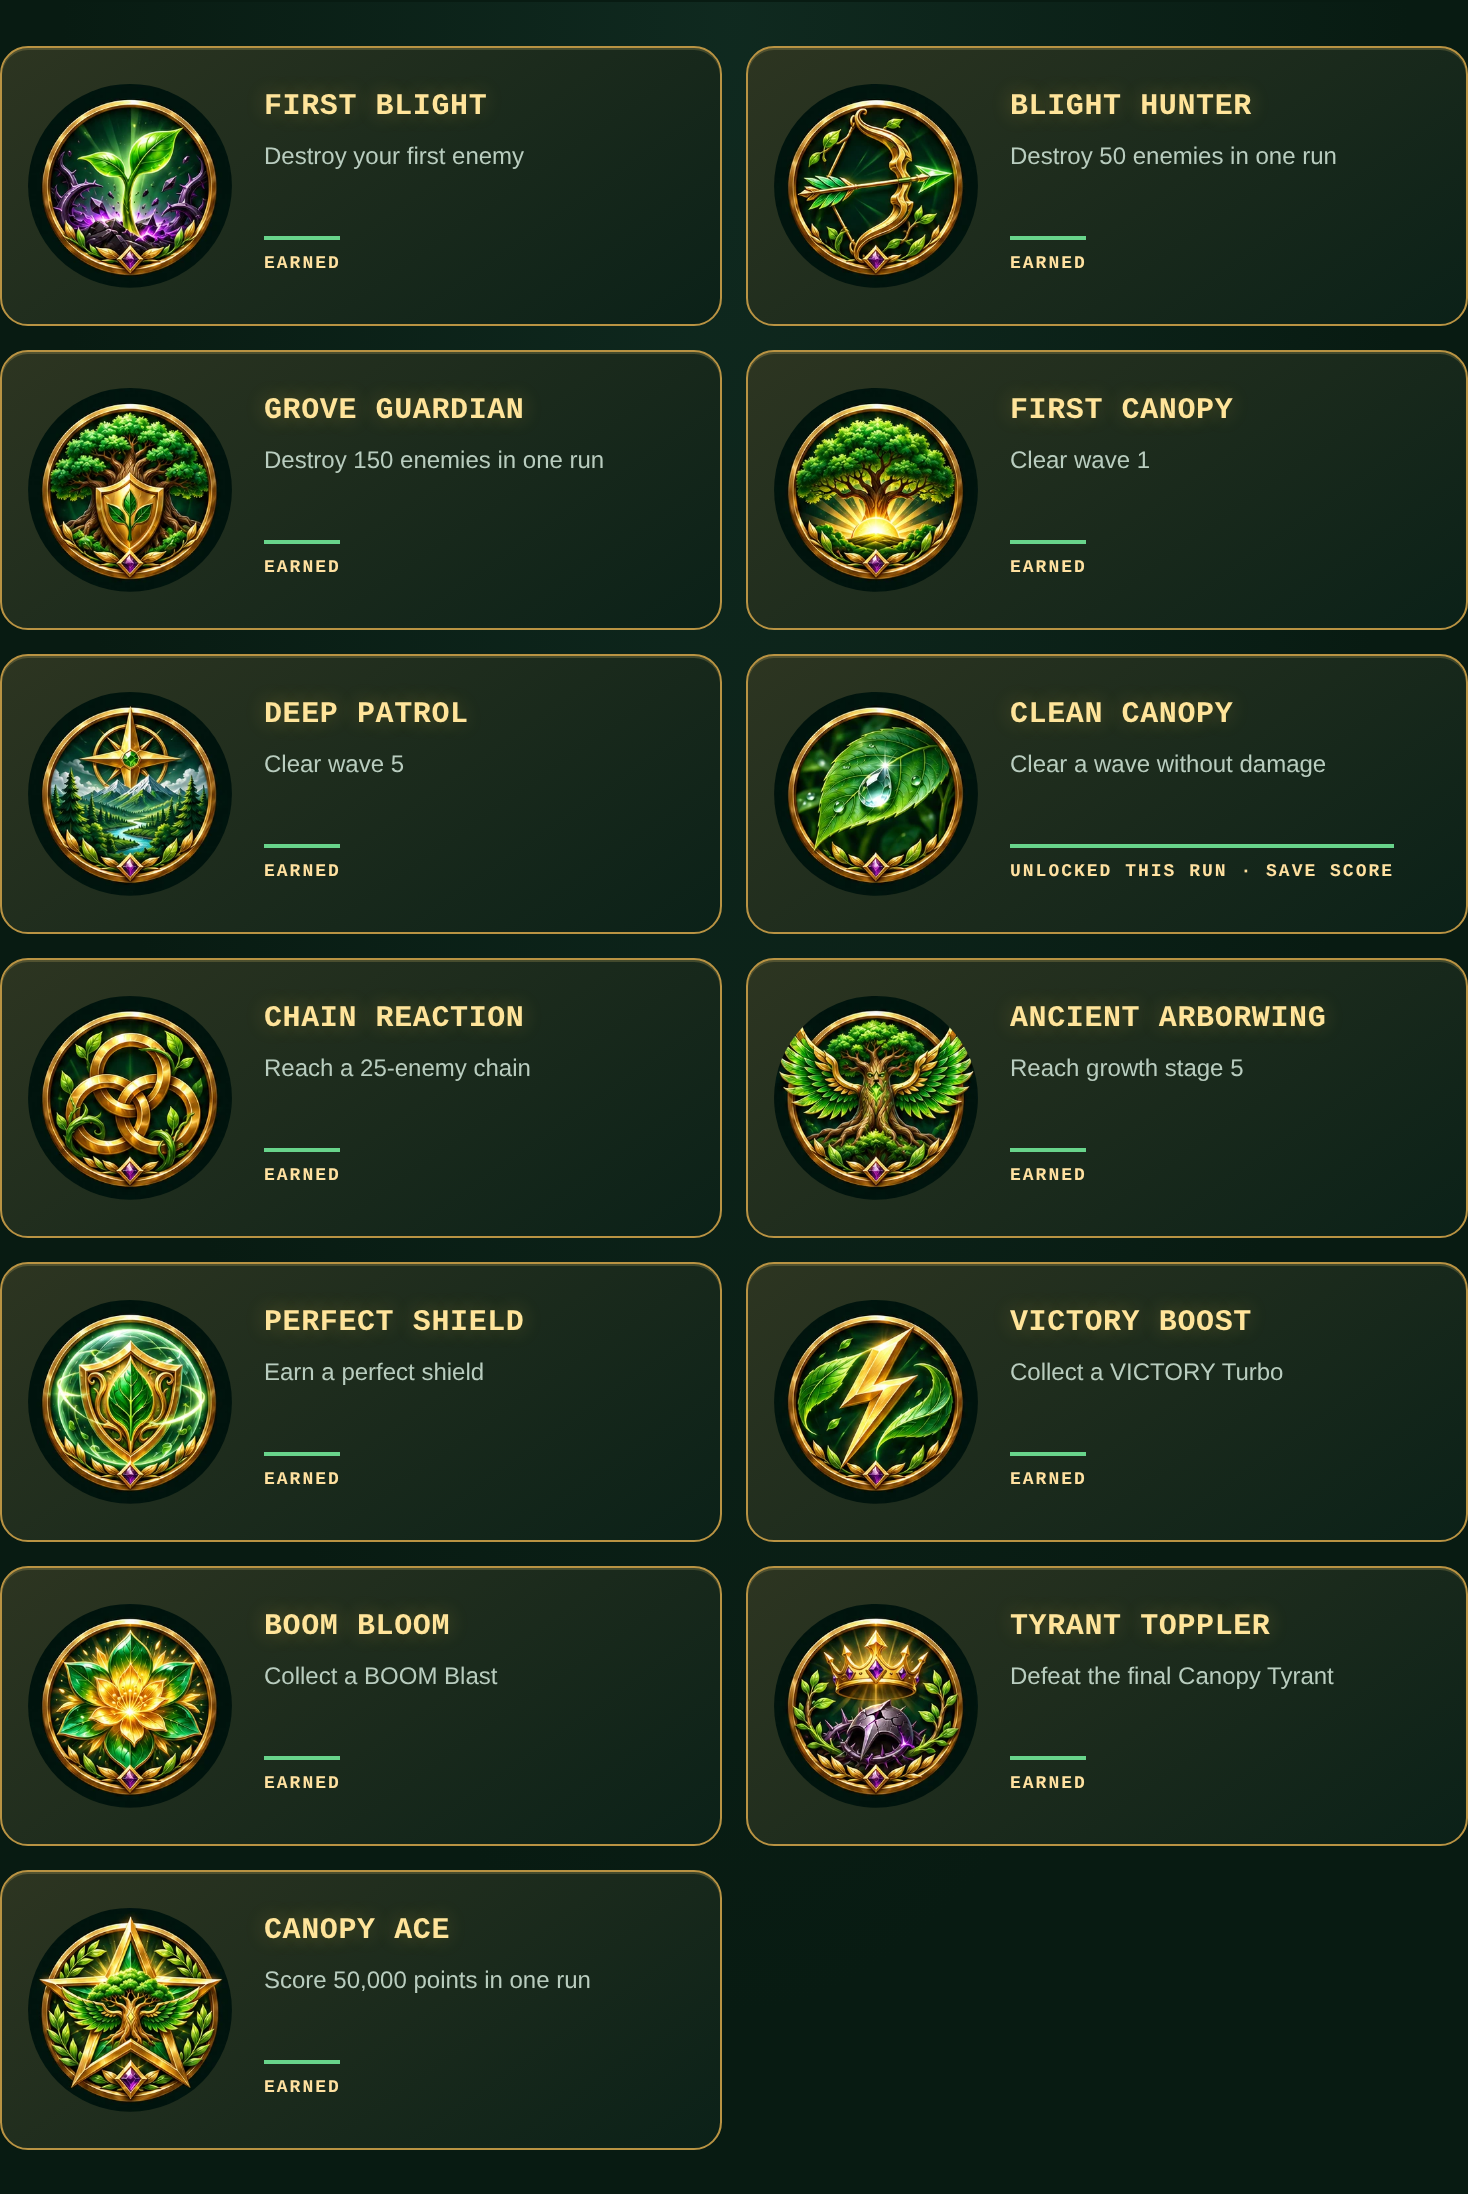 FIRST BLIGHT
Destroy your first enemy
EARNED
BLIGHT HUNTER
Destroy 50 enemies in one run
EARNED
GROVE GUARDIAN
Destroy 150 enemies in one run
EARNED
FIRST CANOPY
Clear wave 1
EARNED
DEEP PATROL
Clear wave 5
EARNED
CLEAN CANOPY
Clear a wave without damage
UNLOCKED THIS RUN · SAVE SCORE
CHAIN REACTION
Reach a 25-enemy chain
EARNED
ANCIENT ARBORWING
Reach growth stage 5
EARNED
PERFECT SHIELD
Earn a perfect shield
EARNED
VICTORY BOOST
Collect a VICTORY Turbo
EARNED
BOOM BLOOM
Collect a BOOM Blast
EARNED
TYRANT TOPPLER
Defeat the final Canopy Tyrant
EARNED
CANOPY ACE
Score 50,000 points in one run
EARNED